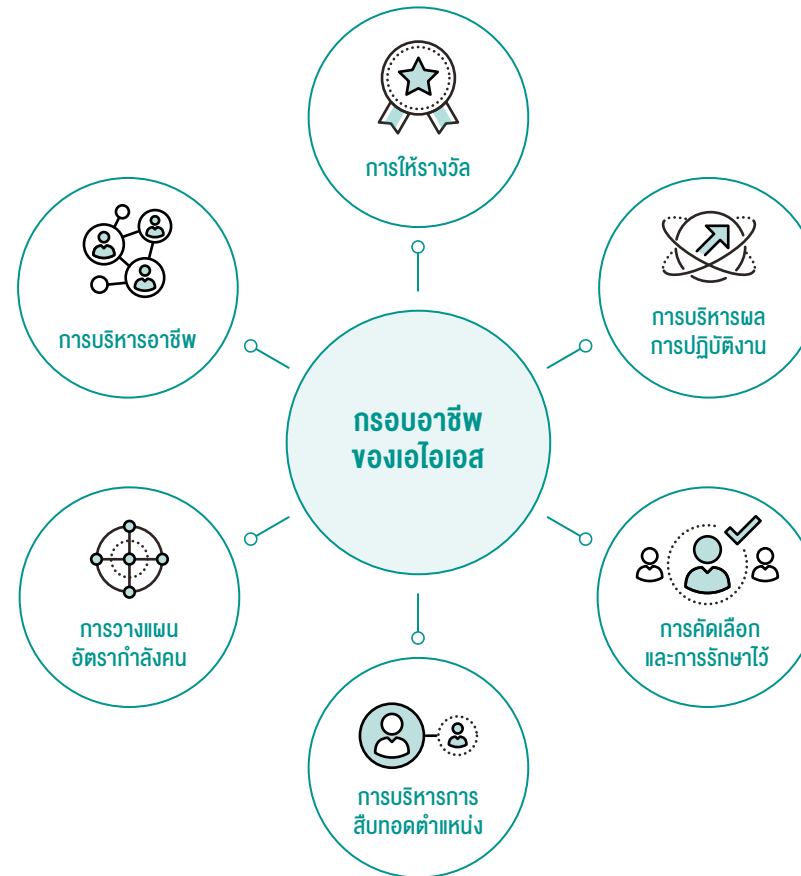 การให้รางวัล
การบริหารอาชีพ
การบริหารผล
การปฏิบัติงาน
กรอบอาชีพ
ของเอไอเอส
การวางแผน
อัตรากำลังคน
การคัดเลือก
และการรักษาไว้
การบริหารการ
สืบทอดตำแหน่ง